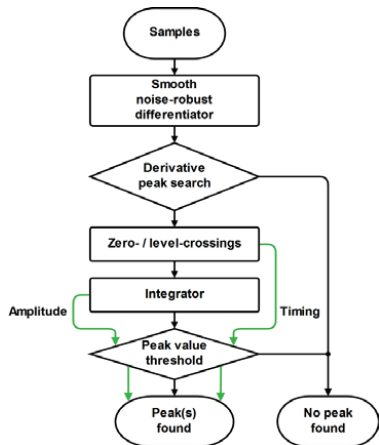 Samples
Smooth
noise-robust
differentiator
Derivative
peak search
Zero- / level-crossings
Integrator
Amplitude
Timing
Peak value
threshold
Peak(s)
found
No peak
found